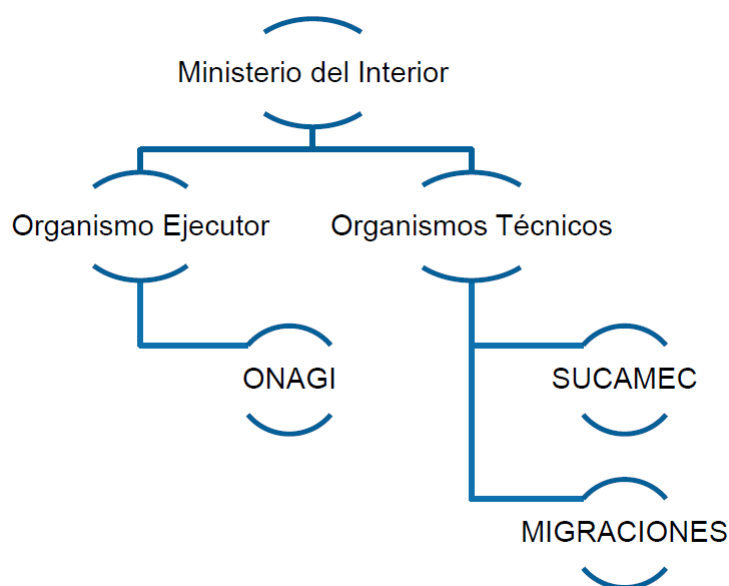 Ministerio del Interior
Organismo Ejecutor
Organismos Técnicos
ONAGI
SUCAMEC
MIGRACIONES